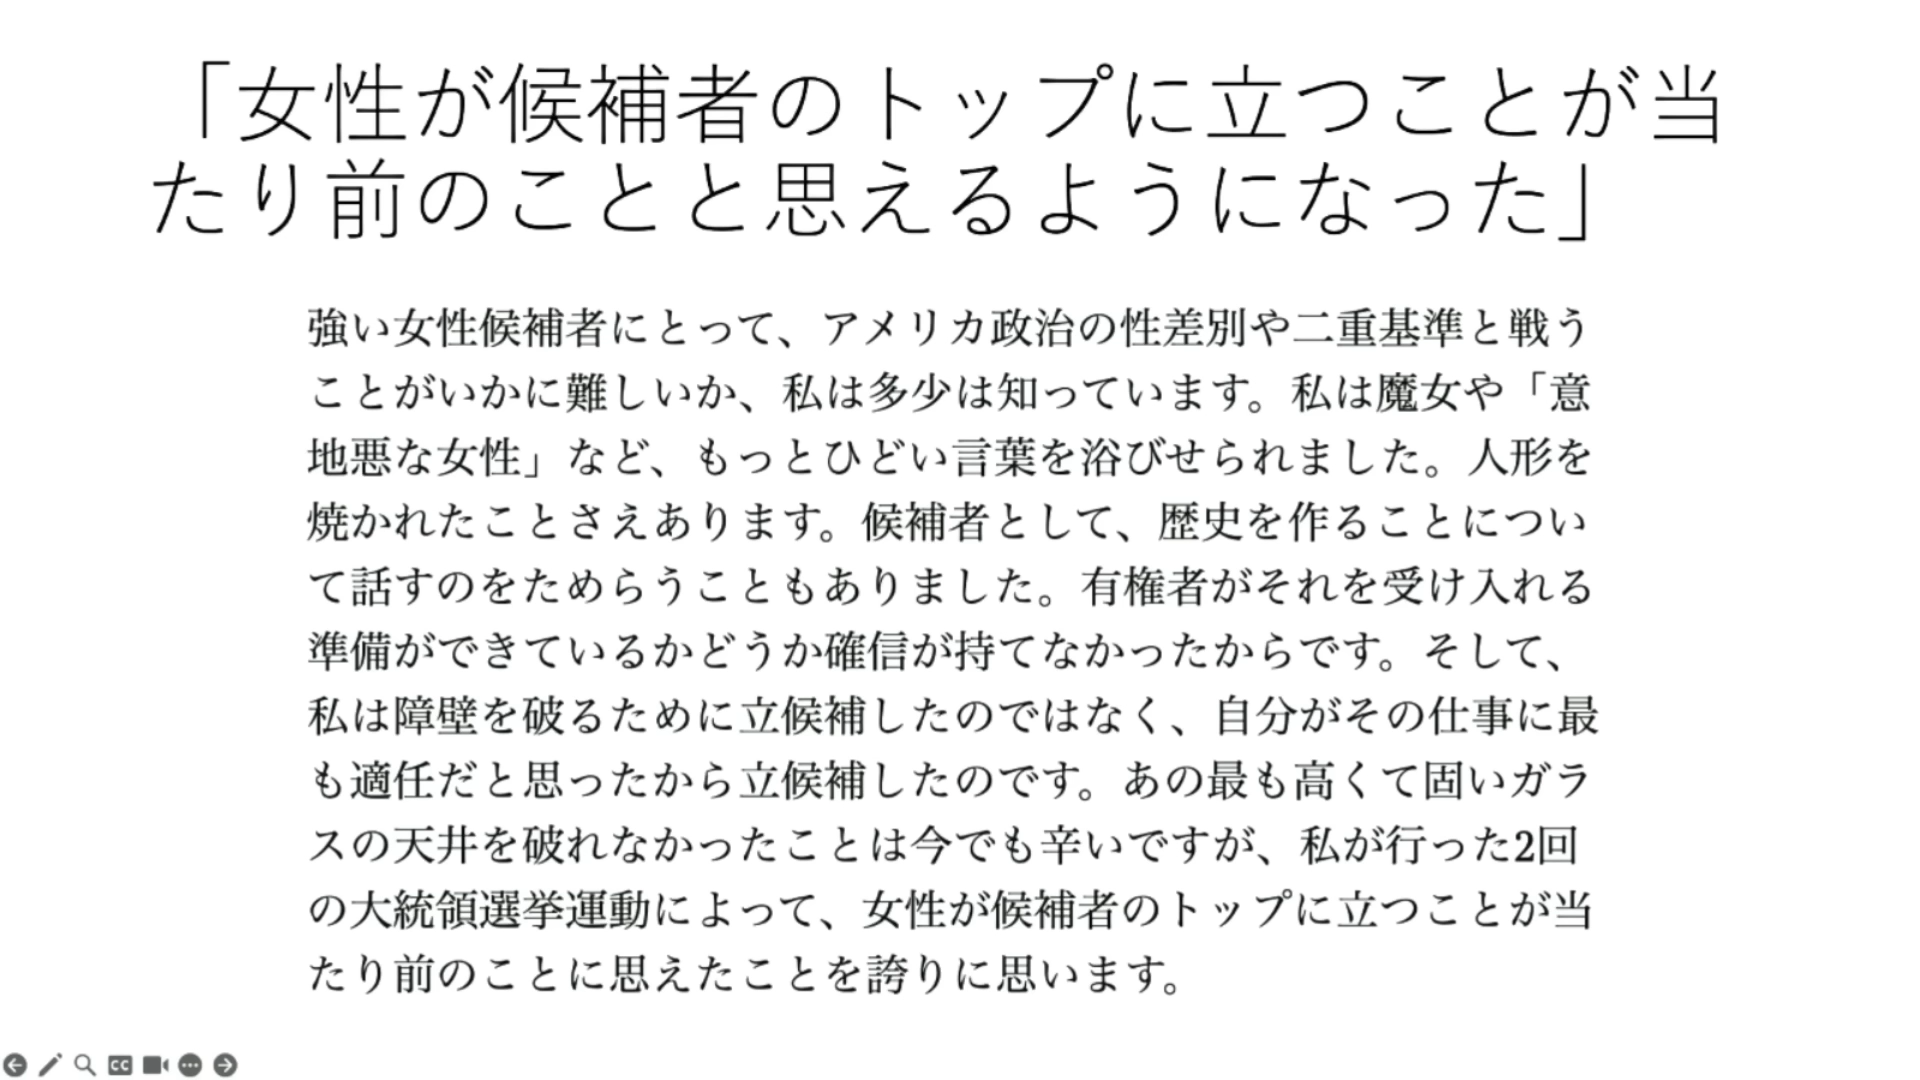 「女性が候補者のトップに立つことが当
たり前のことと思えるようになった」
強い女性候補者にとって、アメリカ政治の性差別や二重基準と戦う
ことがいかに難しいか、私は多少は知っています。私は魔女や「意
地悪な女性」など、もっとひどい言葉を浴びせられました。人形を
焼かれたことさえあります。候補者として、歴史を作ることについ
て話すのをためらうこともありました。有権者がそれを受け入れる
準備ができているかどうか確信が持てなかったからです。そして、
私は障壁を破るために立候補したのではなく、自分がその仕事に最
も適任だと思ったから立候補したのです。あの最も高くて固いガラ
スの天井を破れなかったことは今でも辛いですが、私が行った2回
の大統領選挙運動によって、女性が候補者のトップに立つことが当
たり前のことに思えたことを誇りに思います。
CC